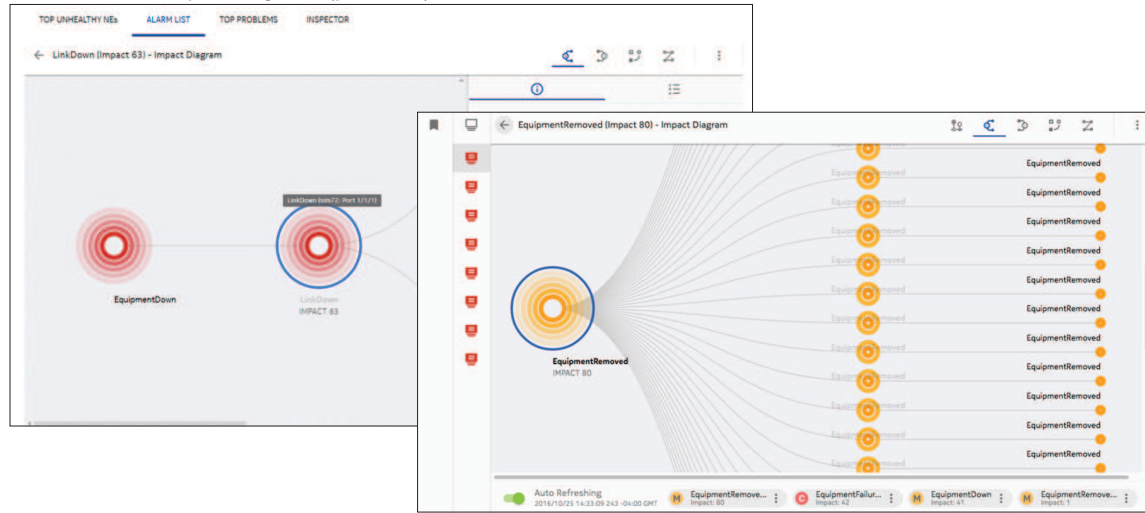 TOP UNHEALTHY NEs
ALARM LIST
TOP PROBLEMS
INSPECTOR
LinkDown (Impact 63) - Impact Diagram
LinkDown (sim72: Port 1/1/1)
EquipmentDown
LinkDown
IMPACT 63
EquipmentRemoved (Impact 80) - Impact Diagram
EquipmentRemoved
EquipmentRemoved
EquipmentRemoved
EquipmentRemoved
EquipmentRemoved
EquipmentRemoved
EquipmentRemoved
EquipmentRemoved
EquipmentRemoved
EquipmentRemoved
EquipmentRemoved
EquipmentRemoved
IMPACT 80
Auto Refreshing
2016/10/25 14:33:09 243 -04:00 GMT
M
EquipmentRemove...
Impact: 80
C
EquipmentFailur...
Impact: 42
M
EquipmentDown
Impact: 41
M
EquipmentRemove...
Impact: 1